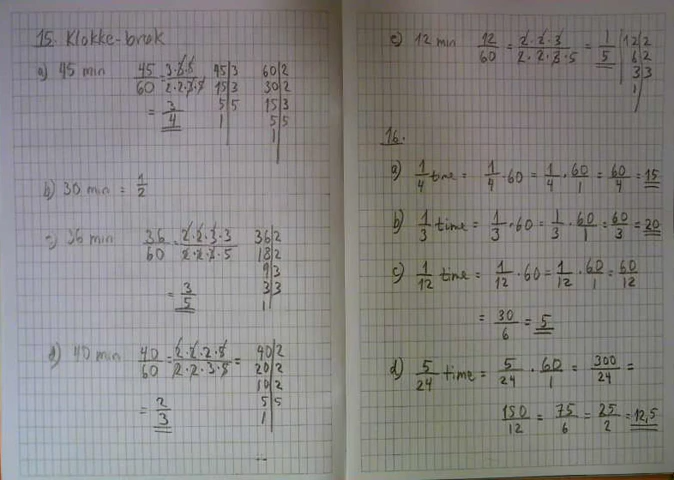 15. Klokke-brøk
a) 45 min 45/60 = 3·3·5/2·2·3·5 45|3 60|2
15|3 30|2
= 3/4 5|5 15|3
1| 5|5
1|
b) 30 min = 1/2
c) 36 min 36/60 = 2·2·3·3/2·2·3·5 36|2
18|2
9|3
= 3/5 3|3
1|
d) 40 min 40/60 = 2·2·2·5/2·2·3·5 = 40|2
20|2
10|2
= 2/3 5|5
1|
e) 12 min 12/60 = 2·2·3/2·2·3·5 = 1/5 12|2
6|2
3|3
1|
16.
a) 1/4 time = 1/4 · 60 = 1/4 · 60/1 = 60/4 = 15
b) 1/3 time = 1/3 · 60 = 1/3 · 60/1 = 60/3 = 20
c) 1/12 time = 1/12 · 60 = 1/12 · 60/1 = 60/12
= 30/6 = 5
d) 5/24 time = 5/24 · 60/1 = 300/24 =
150/12 = 75/6 = 25/2 = 12,5